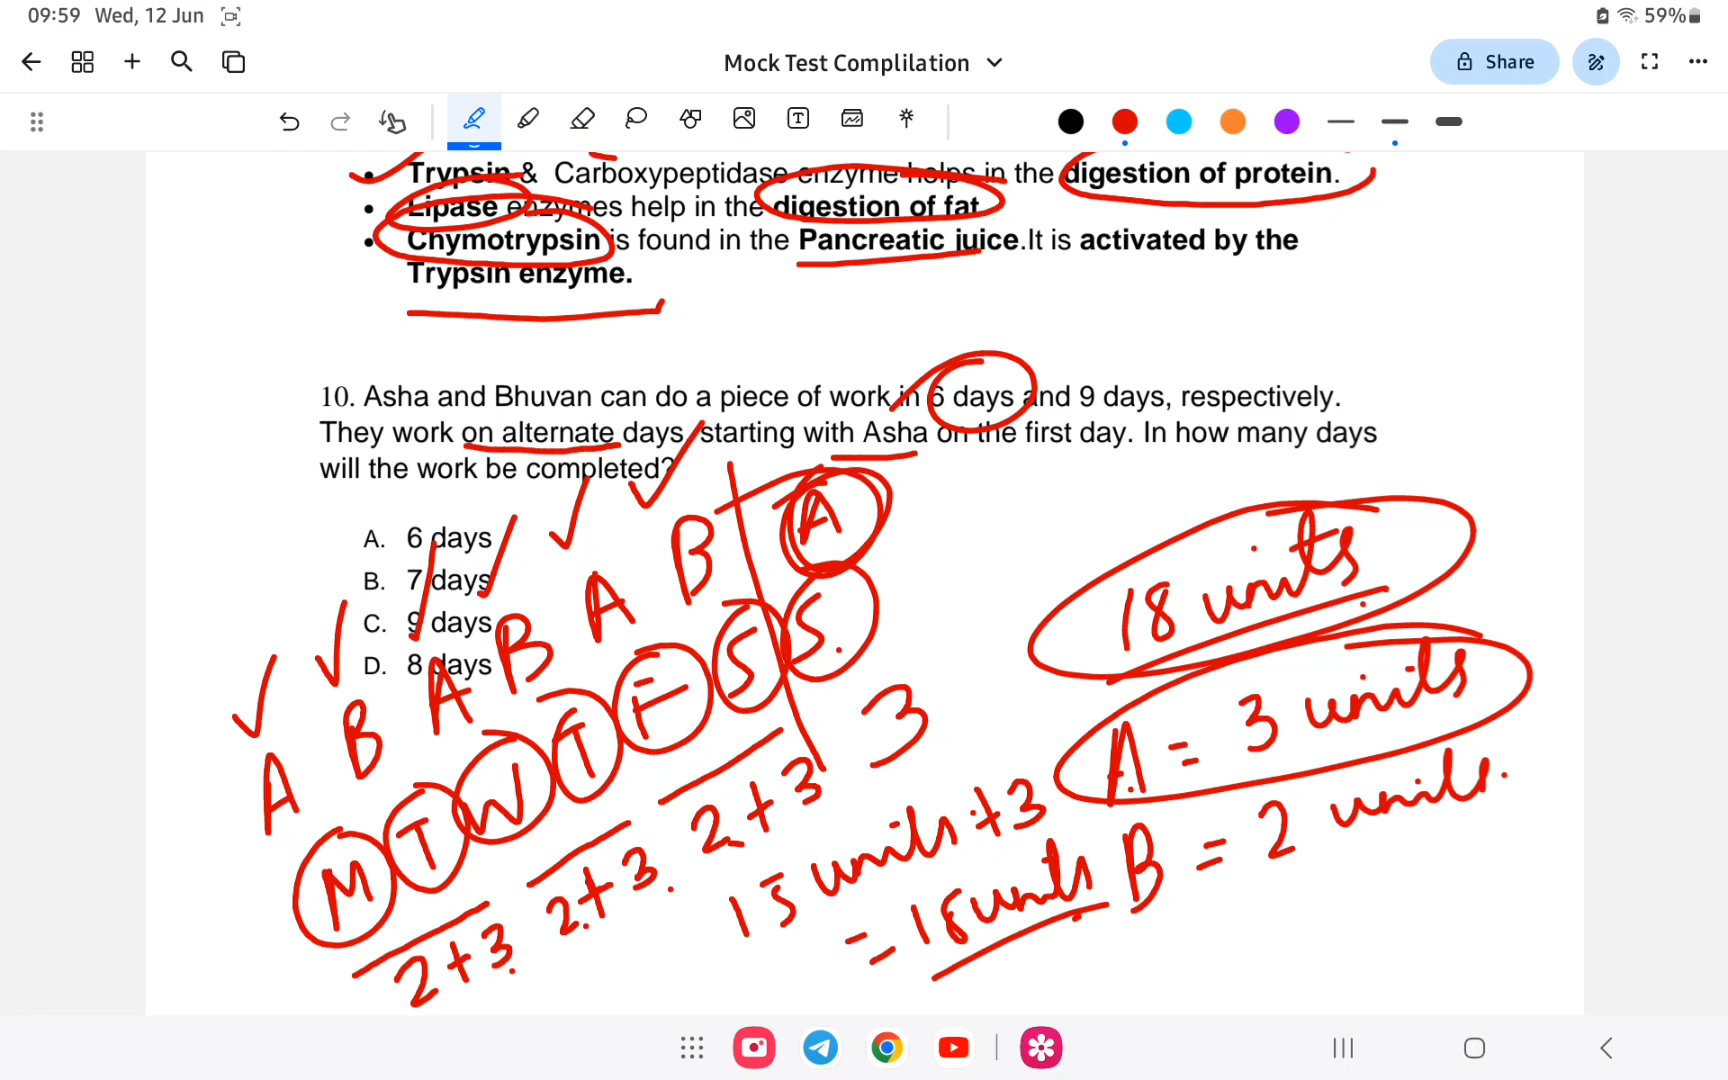 09:59 Wed, 12 Jun
59%
Mock Test Complilation
Share
Trypsin & Carboxypeptidase enzyme helps in the digestion of protein.
Lipase enzymes help in the digestion of fat
Chymotrypsin is found in the Pancreatic juice.It is activated by the
Trypsin enzyme.
10. Asha and Bhuvan can do a piece of work in 6 days and 9 days, respectively.
They work on alternate days, starting with Asha on the first day. In how many days
will the work be completed?
A. 6 days
B. 7 days
C. 9 days
D. 8 days
A B A B A B A
M T W T F S S.
2+3. 2+3. 2+3 3
15 units +3
= 18 units
18 units
A = 3 units
B = 2 units.